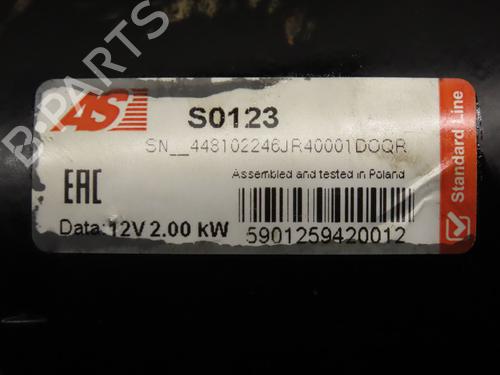 AS
S0123
SN__448102246JR40001DOQR
Assembled and tested in Poland
EAC
Data: 12V 2.00 kW
5901259420012
Standard Line
B-PARTS